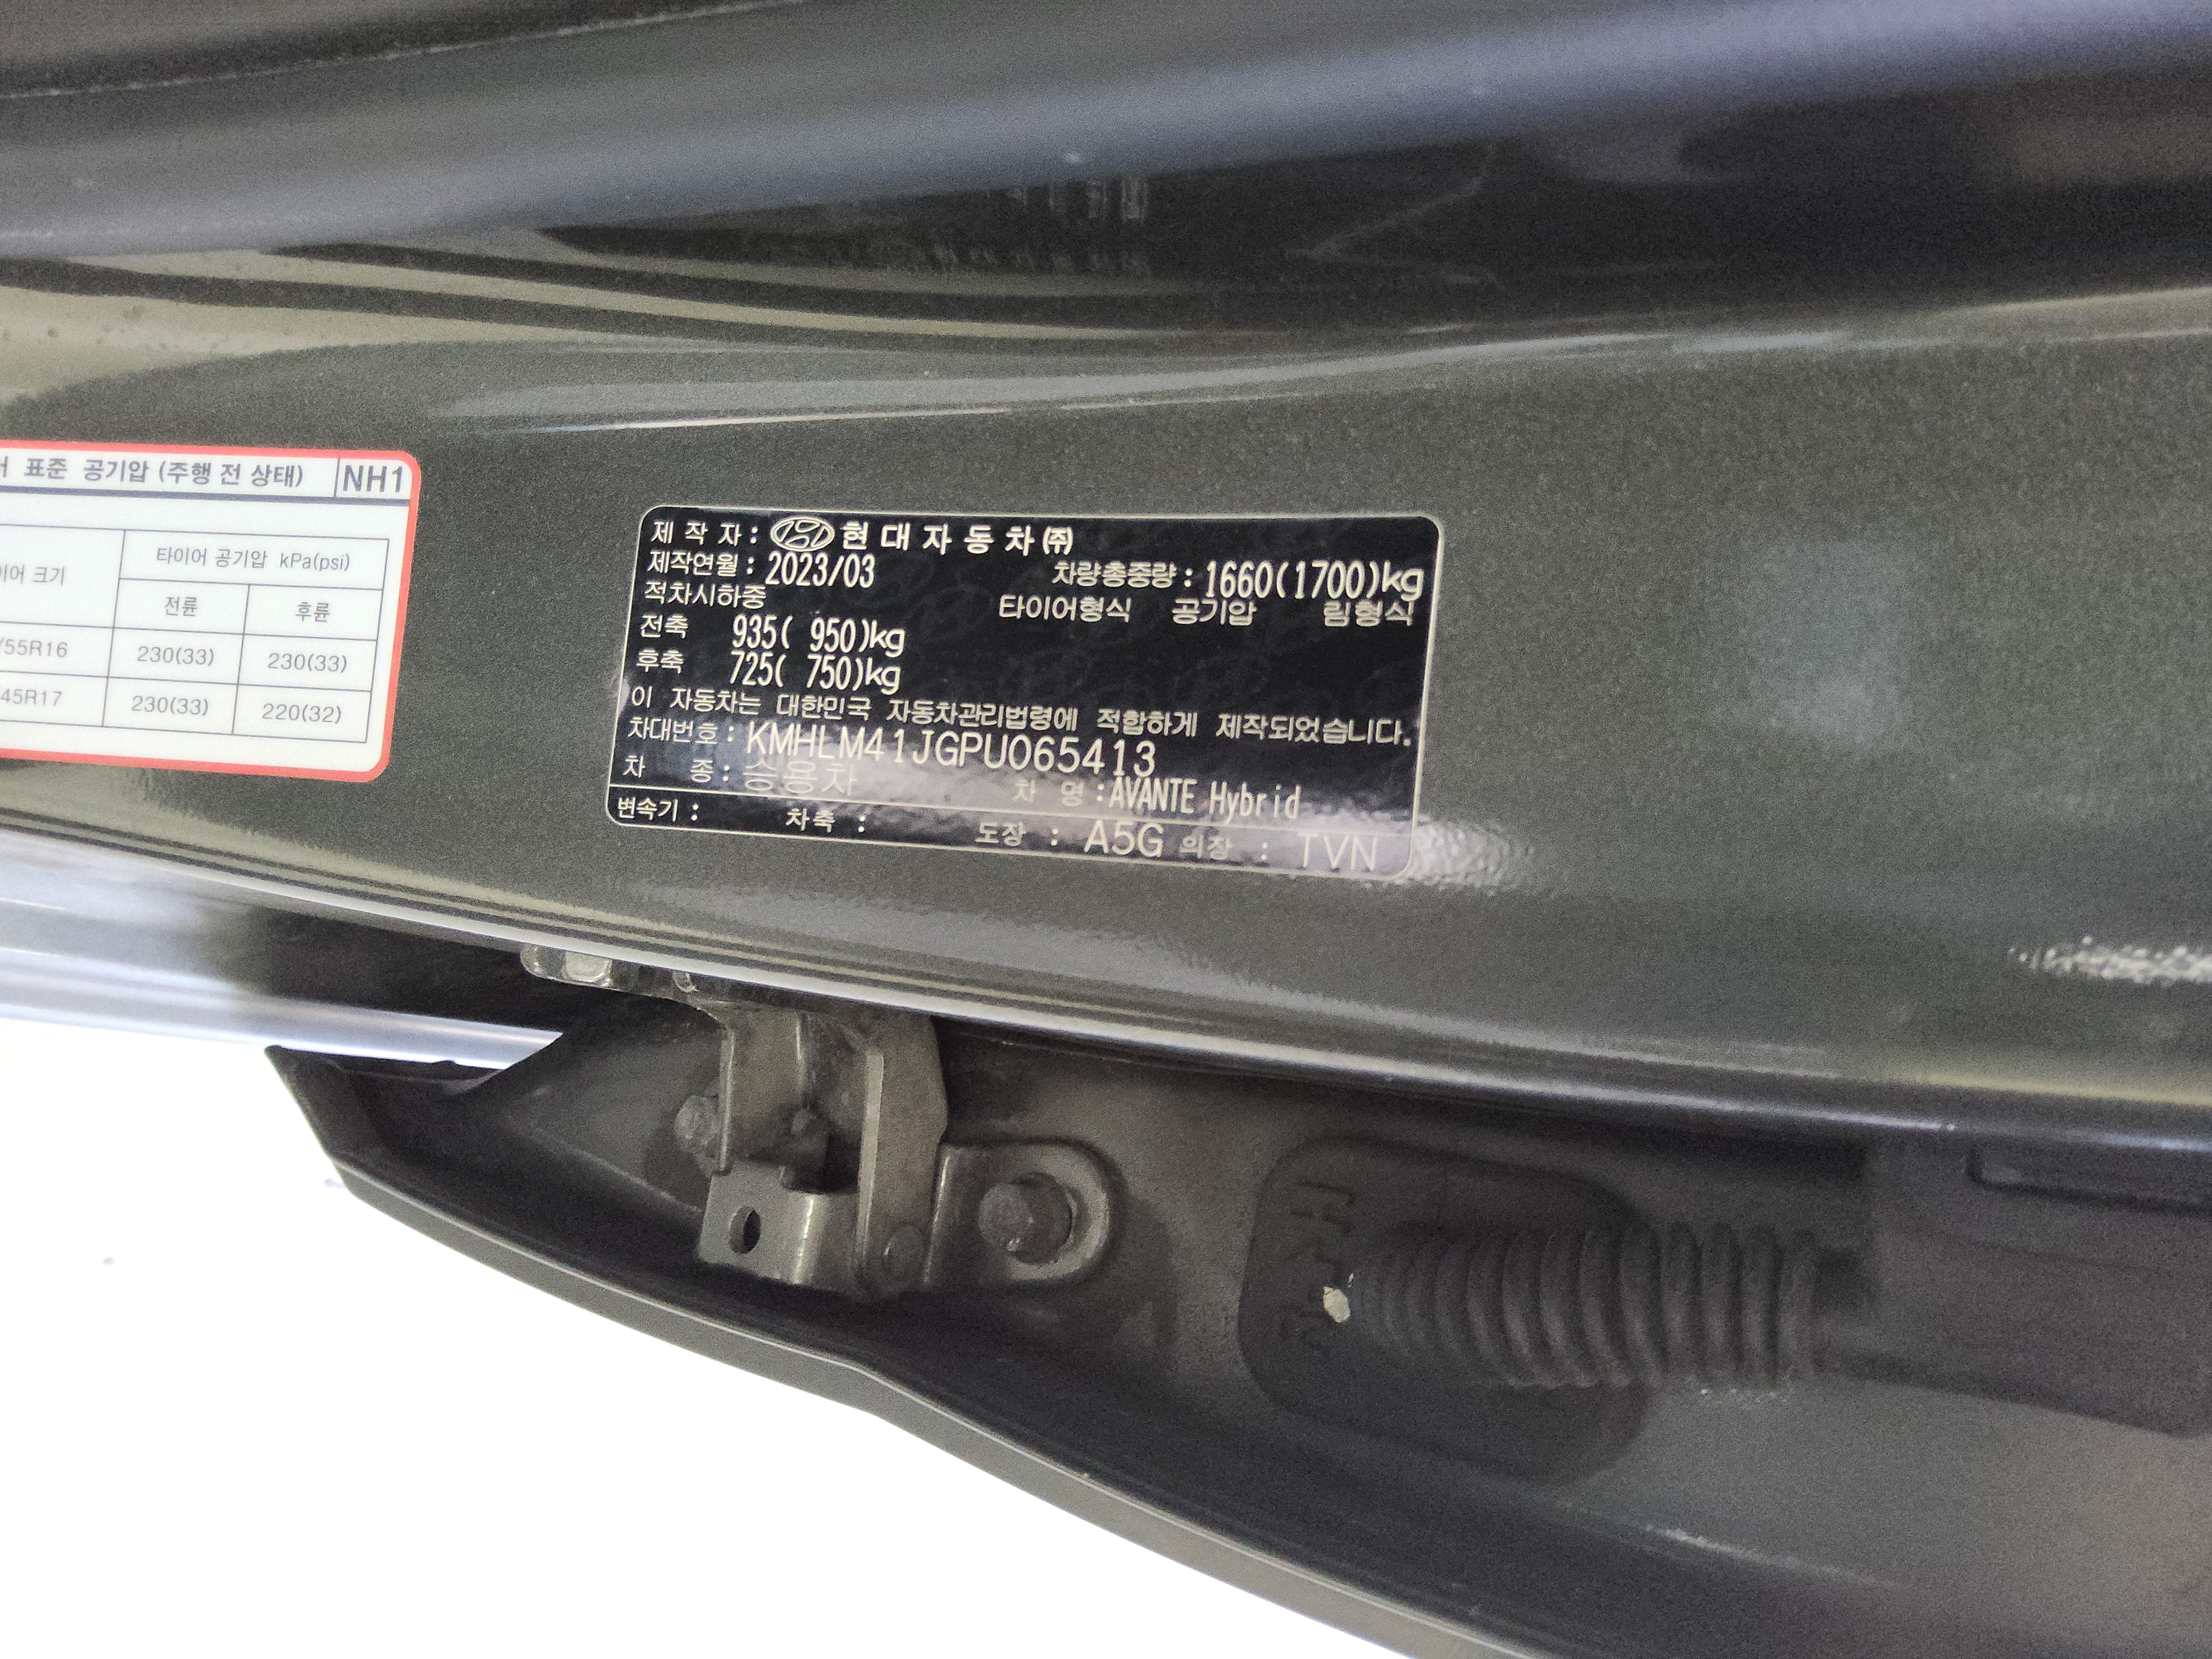 표준 공기압 (주행 전 상태) NH1
타이어 공기압 kPa(psi)
이어 크기
전륜 후륜
/55R16 230(33) 230(33)
45R17 230(33) 220(32)
제 작 자 : 현 대 자 동 차 ㈜
제작연월 : 2023/03 차량총중량 : 1660(1700)kg
적차시하중 타이어형식 공기압 림형식
전축 935( 950)kg
후축 725( 750)kg
이 자동차는 대한민국 자동차관리법령에 적합하게 제작되었습니다.
차대번호 : KMHLM41JGPU065413
차 종 : 승용차 차 명 : AVANTE Hybrid
변속기 : 차축 : 도장 : A5G 의장 : TVN